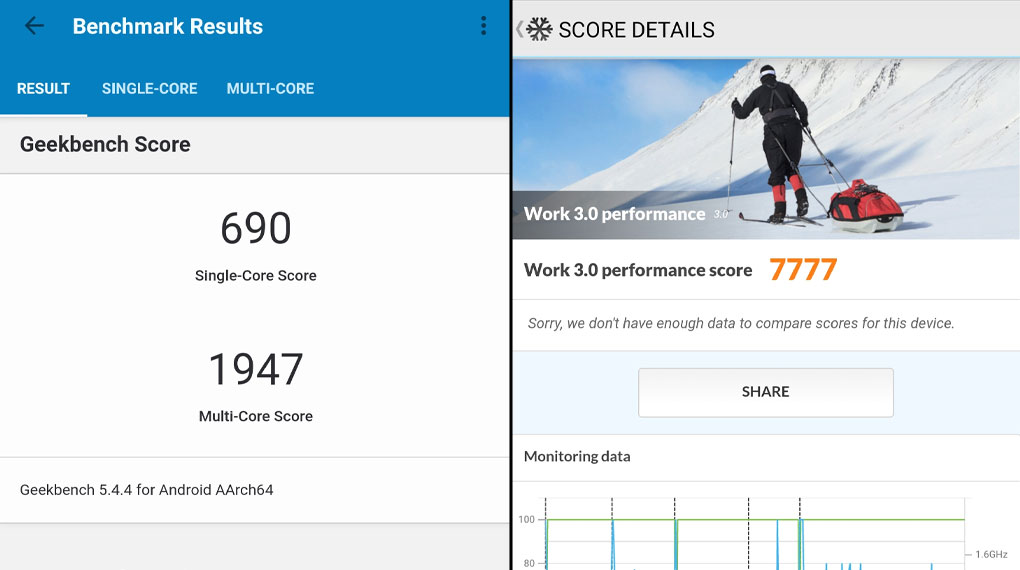 Benchmark Results
RESULT SINGLE-CORE MULTI-CORE
Geekbench Score
690
Single-Core Score
1947
Multi-Core Score
Geekbench 5.4.4 for Android AArch64
SCORE DETAILS
Work 3.0 performance 3.0
Work 3.0 performance score 7777
Sorry, we don't have enough data to compare scores for this device.
SHARE
Monitoring data
100
1.6GHz
80